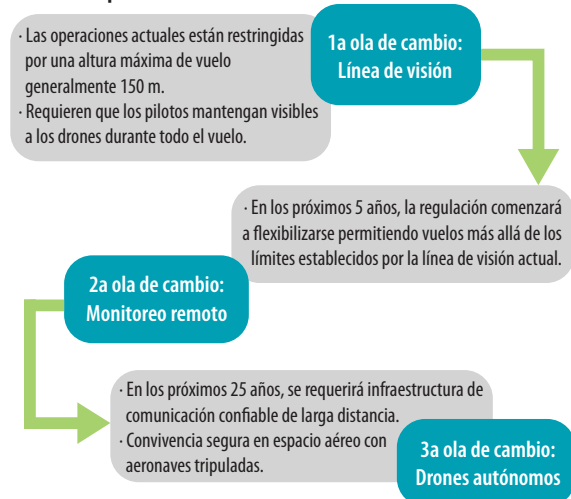 · Las operaciones actuales están restringidas
por una altura máxima de vuelo
generalmente 150 m.
· Requieren que los pilotos mantengan visibles
a los drones durante todo el vuelo.
1a ola de cambio:
Línea de visión
· En los próximos 5 años, la regulación comenzará
a flexibilizarse permitiendo vuelos más allá de los
límites establecidos por la línea de visión actual.
2a ola de cambio:
Monitoreo remoto
· En los próximos 25 años, se requerirá infraestructura de
comunicación confiable de larga distancia.
· Convivencia segura en espacio aéreo con
aeronaves tripuladas.
3a ola de cambio:
Drones autónomos